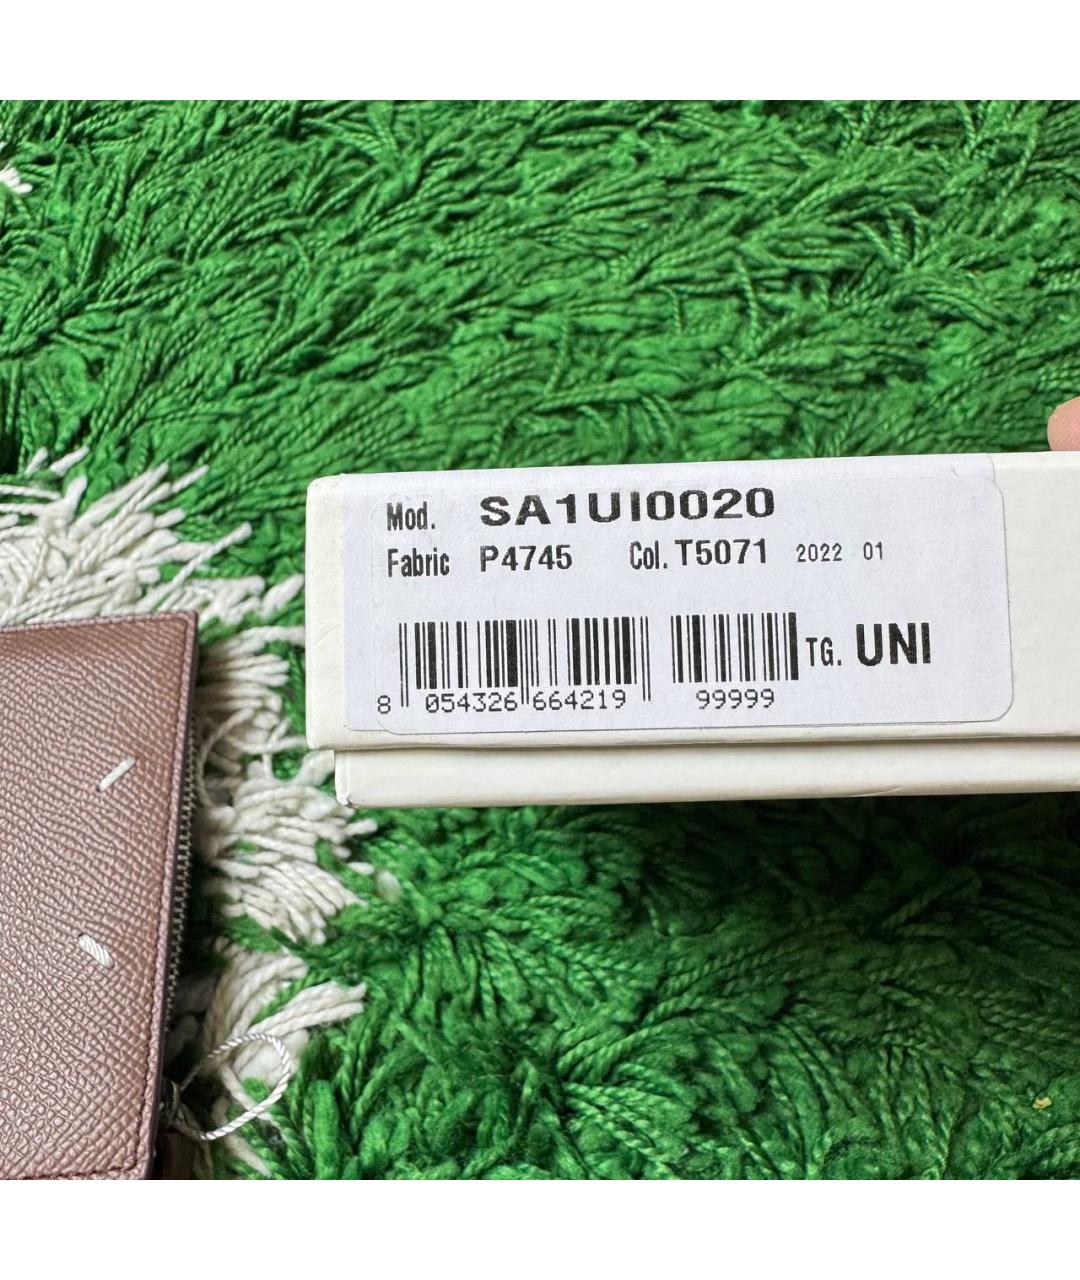 Mod. SA1UI0020
Fabric P4745 Col. T5071 2022 01
TG. UNI
8 054326 664219 99999